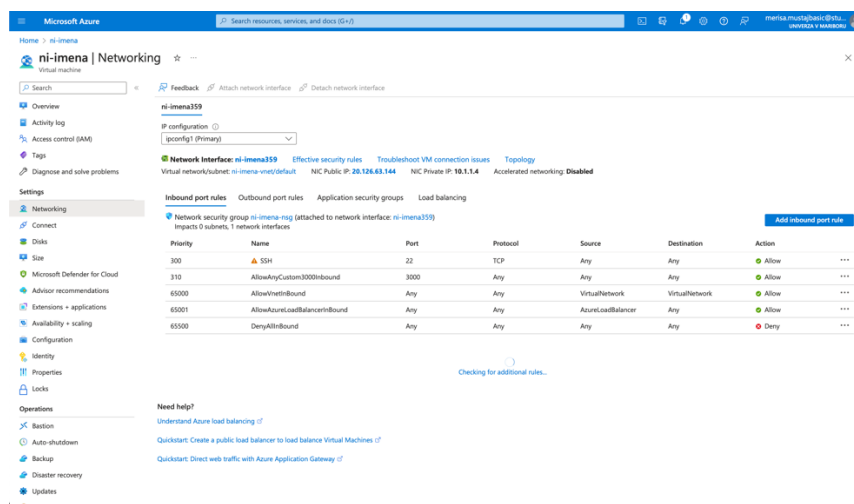 Microsoft Azure
Search resources, services, and docs (G+/)
merisa.mustajbasic@stu...
UNIVERZA V MARIBORU
Home > ni-imena
ni-imena | Networking
Virtual machine
Search
Feedback
Attach network interface
Detach network interface
Overview
Activity log
Access control (IAM)
Tags
Diagnose and solve problems
Settings
Networking
Connect
Disks
Size
Microsoft Defender for Cloud
Advisor recommendations
Extensions + applications
Availability + scaling
Configuration
Identity
Properties
Locks
Operations
Bastion
Auto-shutdown
Backup
Disaster recovery
Updates
ni-imena359
IP configuration
ipconfig1 (Primary)
Network Interface: ni-imena359 Effective security rules Troubleshoot VM connection issues Topology
Virtual network/subnet: ni-imena-vnet/default NIC Public IP: 20.126.63.144 NIC Private IP: 10.1.1.4 Accelerated networking: Disabled
Inbound port rules Outbound port rules Application security groups Load balancing
Network security group ni-imena-nsg (attached to network interface: ni-imena359)
Impacts 0 subnets, 1 network interfaces
Add inbound port rule
Priority Name Port Protocol Source Destination Action
300 SSH 22 TCP Any Any Allow ...
310 AllowAnyCustom3000Inbound 3000 Any Any Any Allow ...
65000 AllowVnetInBound Any Any VirtualNetwork VirtualNetwork Allow ...
65001 AllowAzureLoadBalancerInBound Any Any AzureLoadBalancer Any Allow ...
65500 DenyAllInBound Any Any Any Any Deny ...
Checking for additional rules...
Need help?
Understand Azure load balancing
Quickstart: Create a public load balancer to load balance Virtual Machines
Quickstart: Direct web traffic with Azure Application Gateway